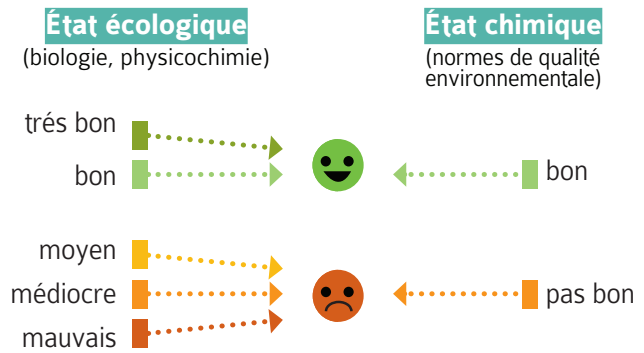 État écologique
(biologie, physicochimie)
trés bon
bon
moyen
médiocre
mauvais
État chimique
(normes de qualité
environnementale)
bon
pas bon